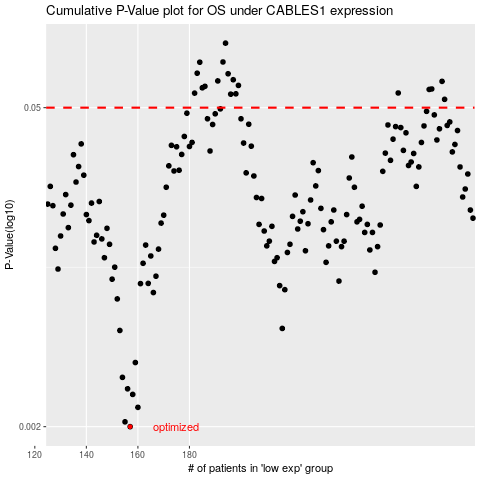 Cumulative P-Value plot for OS under CABLES1 expression
0.05
P-Value(log10)
optimized
0.002
120 140 160 180
# of patients in 'low exp' group